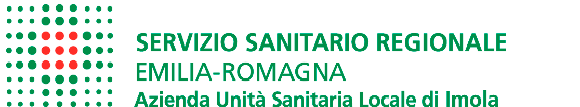 SERVIZIO SANITARIO REGIONALE
EMILIA-ROMAGNA
Azienda Unità Sanitaria Locale di Imola